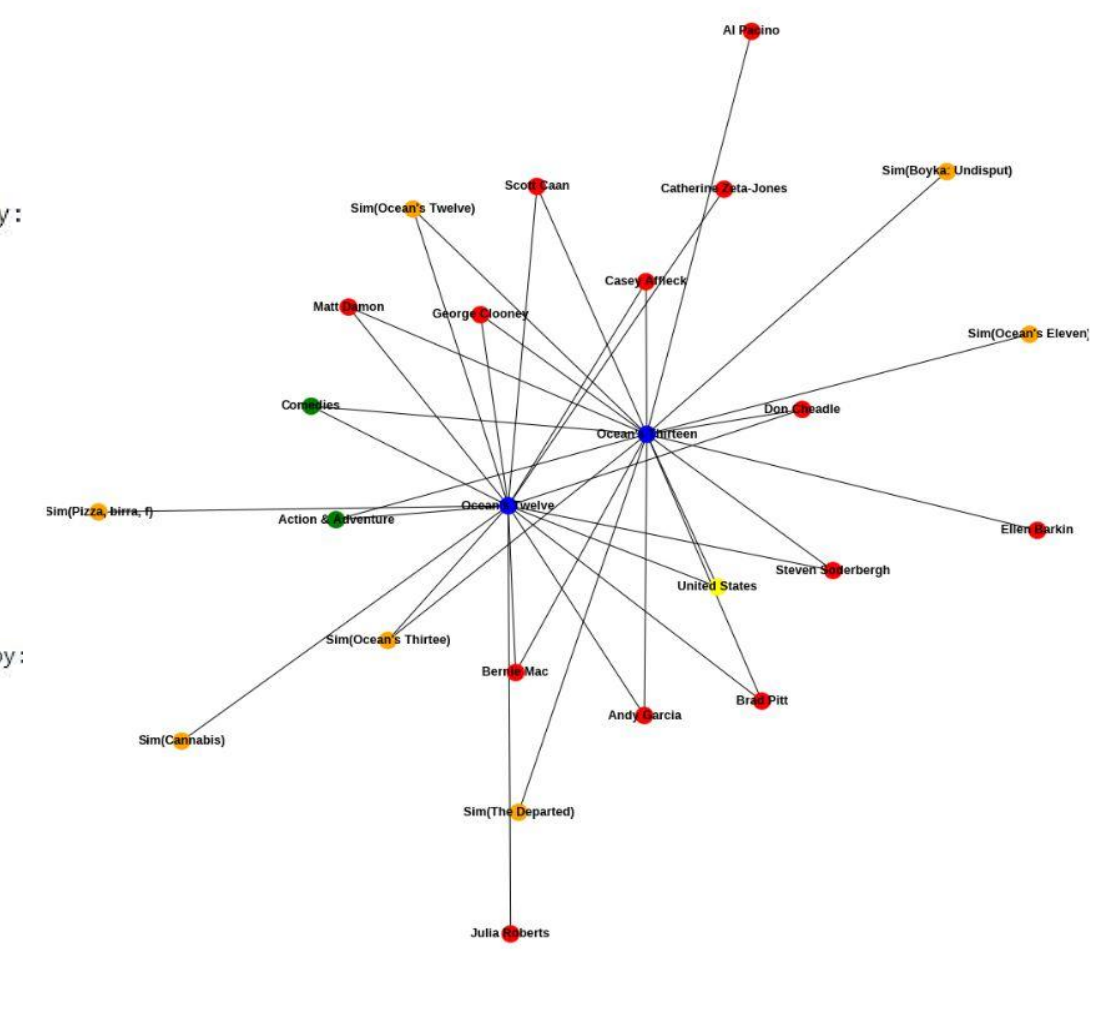 Al Pacino
Sim(Boyka: Undisput)
Scott Caan
Catherine Zeta-Jones
Sim(Ocean's Twelve)
y:
Casey Affleck
Matt Damon
George Clooney
Sim(Ocean's Eleven)
Comedies
Don Cheadle
Ocean's Thirteen
Ocean's Twelve
Sim(Pizza, birra, f)
Action & Adventure
Ellen Barkin
Steven Soderbergh
United States
Sim(Ocean's Thirtee)
oy:
Bernie Mac
Brad Pitt
Andy Garcia
Sim(Cannabis)
Sim(The Departed)
Julia Roberts